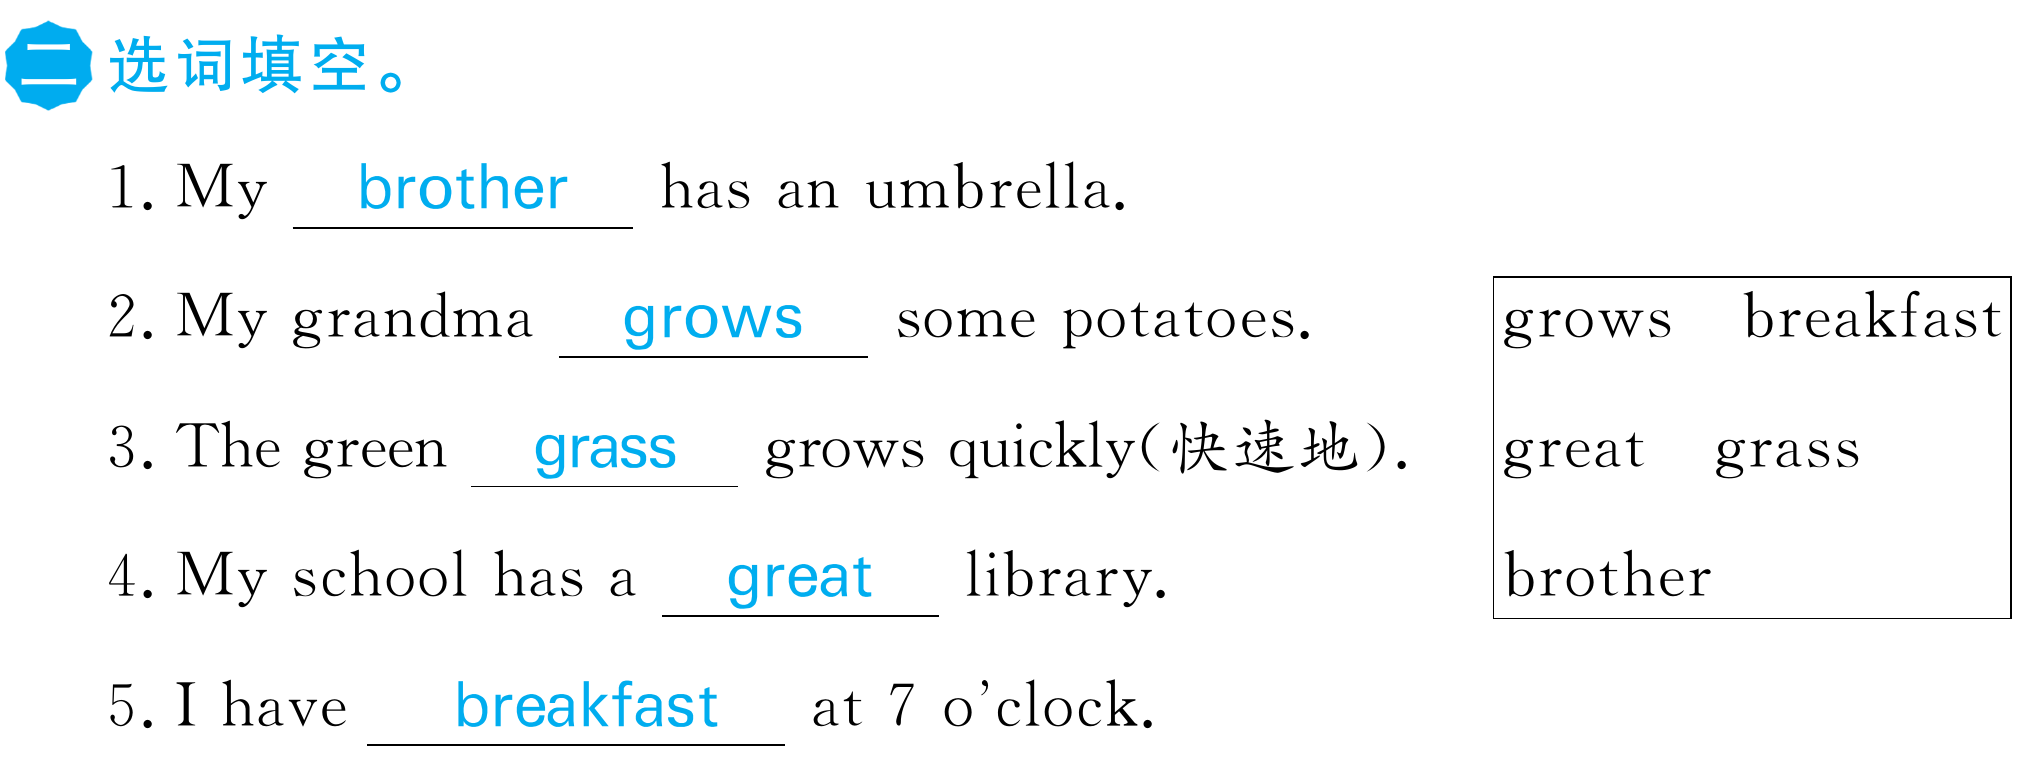 二 选词填空。
1. My brother has an umbrella.
2. My grandma grows some potatoes.
3. The green grass grows quickly(快速地).
4. My school has a great library.
5. I have breakfast at 7 o’clock.
grows breakfast
great grass
brother